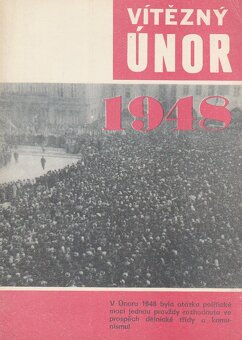 VÍTĚZNÝ
ÚNOR
1948
V Únoru 1948 byla otázka politické
moci jednou provždy rozhodnuta ve
prospěch dělnické třídy a komu-
nismu!